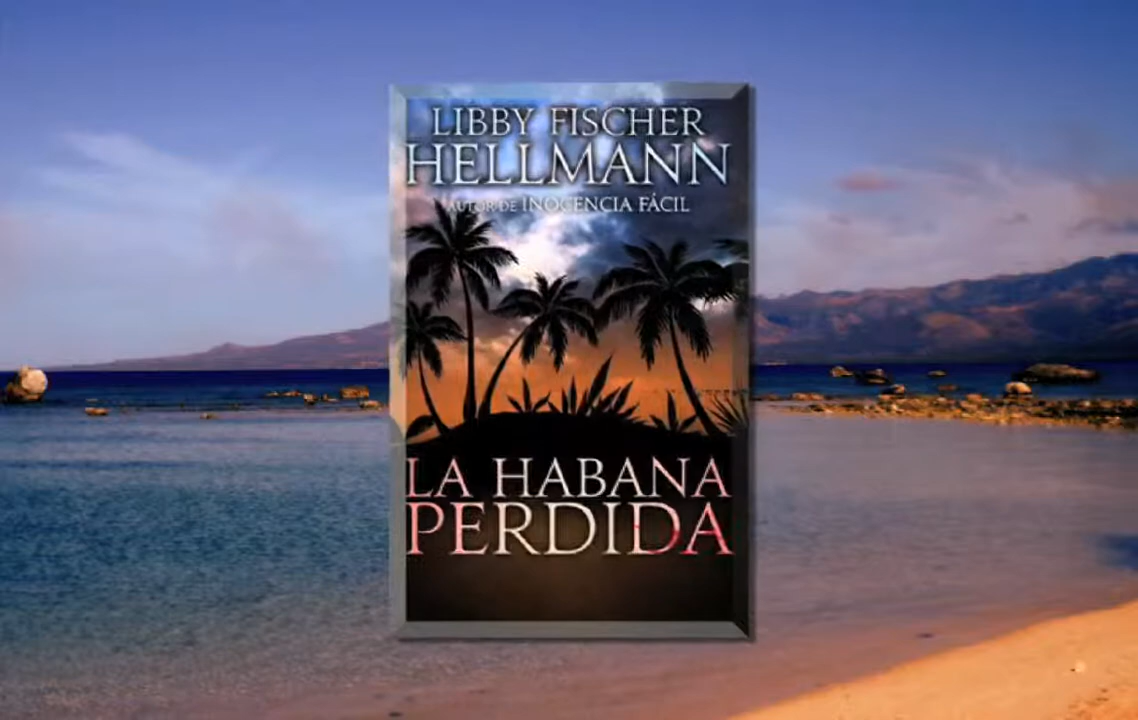 LIBBY FISCHER
HELLMANN
AUTOR DE INOCENCIA FÁCIL
LA HABANA
PERDIDA